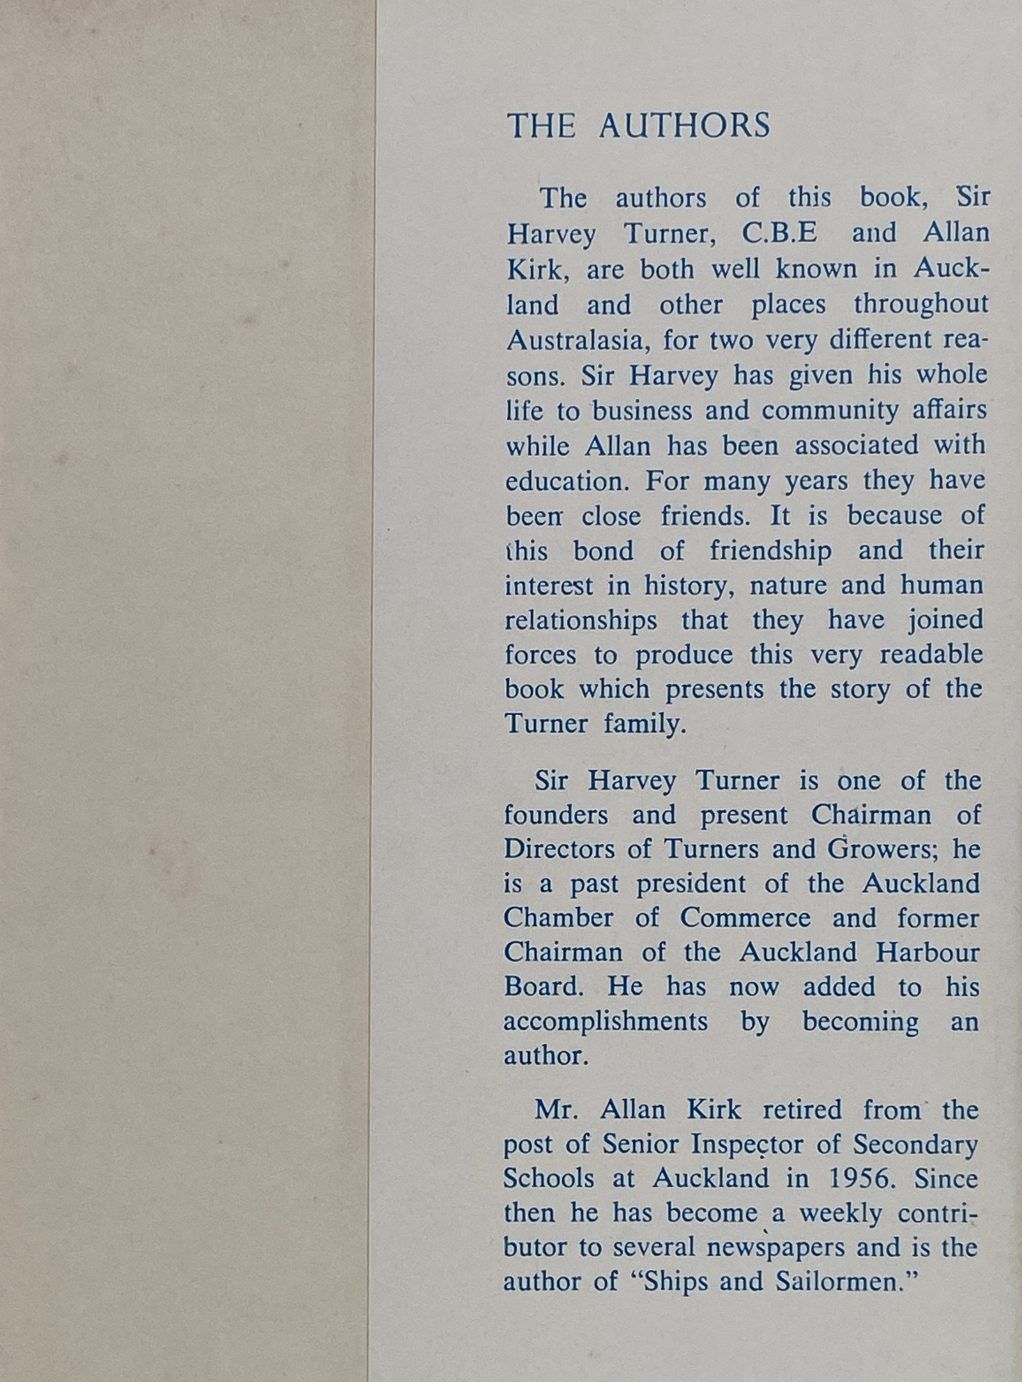 THE AUTHORS
The authors of this book, Sir
Harvey Turner, C.B.E and Allan
Kirk, are both well known in Auck-
land and other places throughout
Australasia, for two very different rea-
sons. Sir Harvey has given his whole
life to business and community affairs
while Allan has been associated with
education. For many years they have
been close friends. It is because of
this bond of friendship and their
interest in history, nature and human
relationships that they have joined
forces to produce this very readable
book which presents the story of the
Turner family.
Sir Harvey Turner is one of the
founders and present Chairman of
Directors of Turners and Growers; he
is a past president of the Auckland
Chamber of Commerce and former
Chairman of the Auckland Harbour
Board. He has now added to his
accomplishments by becoming an
author.
Mr. Allan Kirk retired from the
post of Senior Inspector of Secondary
Schools at Auckland in 1956. Since
then he has become a weekly contri-
butor to several newspapers and is the
author of “Ships and Sailormen.”